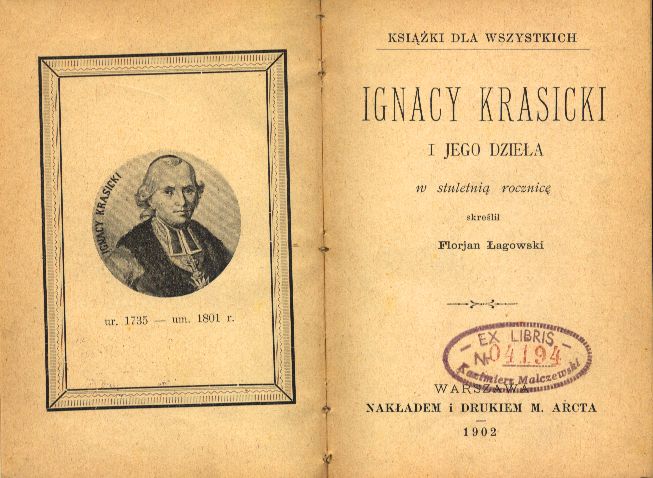 IGNACY KRASICKI
ur. 1735 — um. 1801 r.
KSIĄŻKI DLA WSZYSTKICH
IGNACY KRASICKI
I JEGO DZIEŁA
w stuletnią rocznicę
skreślił
Florjan Łagowski
EX LIBRIS
No 04194
Kazimierz Malczewski
WARSZAWA
NAKŁADEM i DRUKIEM M. ARCTA
1902